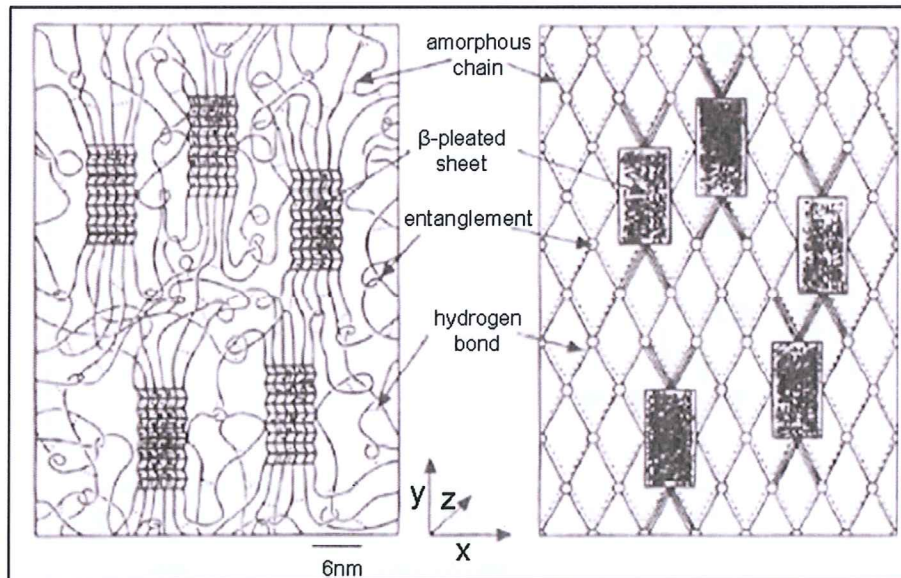 amorphous
chain
β-pleated
sheet
entanglement
hydrogen
bond
y
z
x
6nm